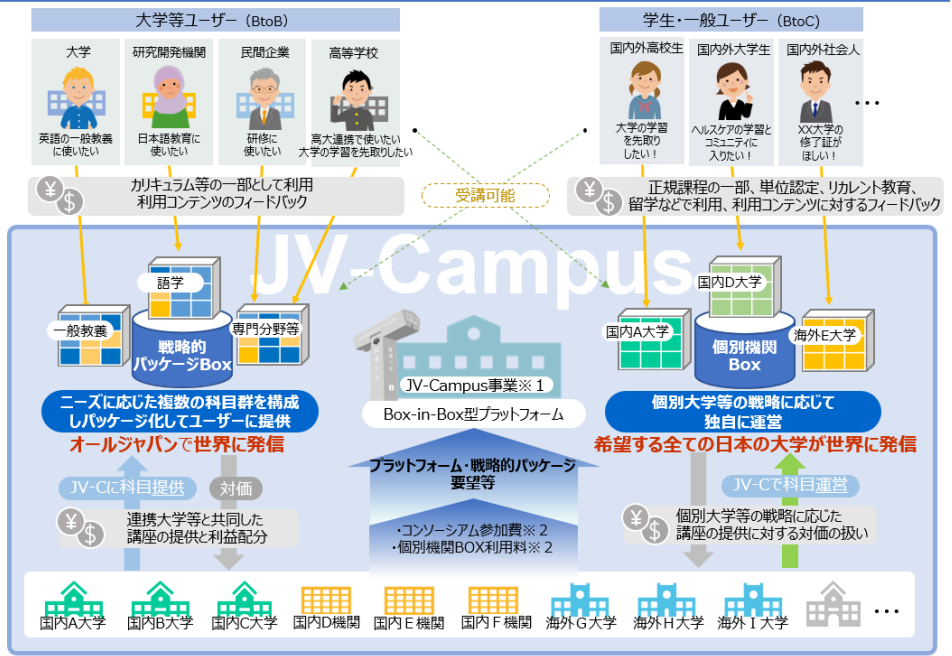 大学等ユーザー（BtoB）
学生・一般ユーザー（BtoC）
大学
英語の一般教養
に使いたい
研究開発機関
日本語教育に
使いたい
民間企業
研修に
使いたい
高等学校
高大連携で使いたい
大学の学習を先取りしたい
国内外高校生
大学の学習
を先取り
したい！
国内外大学生
ヘルスケアの学習と
コミュニティに
入りたい！
国内外社会人
XX大学の
修了証が
ほしい！
…
¥
$
カリキュラム等の一部として利用
利用コンテンツのフィードバック
受講可能
¥
$
正規課程の一部、単位認定、リカレント教育、
留学などで利用、利用コンテンツに対するフィードバック
JV-Campus
語学
一般教養
専門分野等
戦略的
パッケージBox
国内D大学
国内A大学
海外E大学
個別機関
Box
JV-Campus事業※１
Box-in-Box型プラットフォーム
ニーズに応じた複数の科目群を構成
しパッケージ化してユーザーに提供
オールジャパンで世界に発信
個別大学等の戦略に応じて
独自に運営
希望する全ての日本の大学が世界に発信
プラットフォーム・戦略的パッケージ
要望等
JV-Cに科目提供
対価
JV-Cで科目運営
¥
$
連携大学等と共同した
講座の提供と利益配分
・コンソーシアム参加費※２
・個別機関BOX利用料※２
¥
$
個別大学等の戦略に応じた
講座の提供に対する対価の扱い
国内A大学
国内B大学
国内C大学
国内D機関
国内Ｅ機関
国内Ｆ機関
海外Ｇ大学
海外Ｈ大学
海外Ｉ大学
…